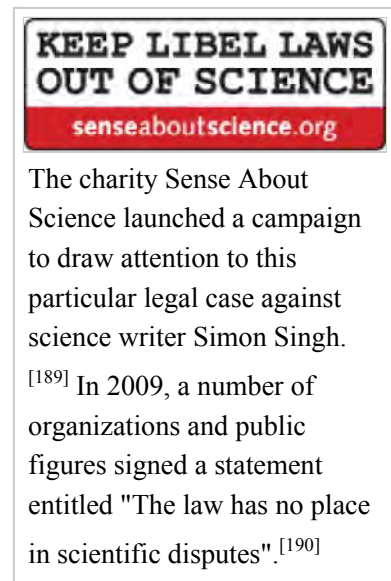 KEEP LIBEL LAWS
OUT OF SCIENCE
senseaboutscience.org
The charity Sense About
Science launched a campaign
to draw attention to this
particular legal case against
science writer Simon Singh.
[189] In 2009, a number of
organizations and public
figures signed a statement
entitled "The law has no place
in scientific disputes".[190]